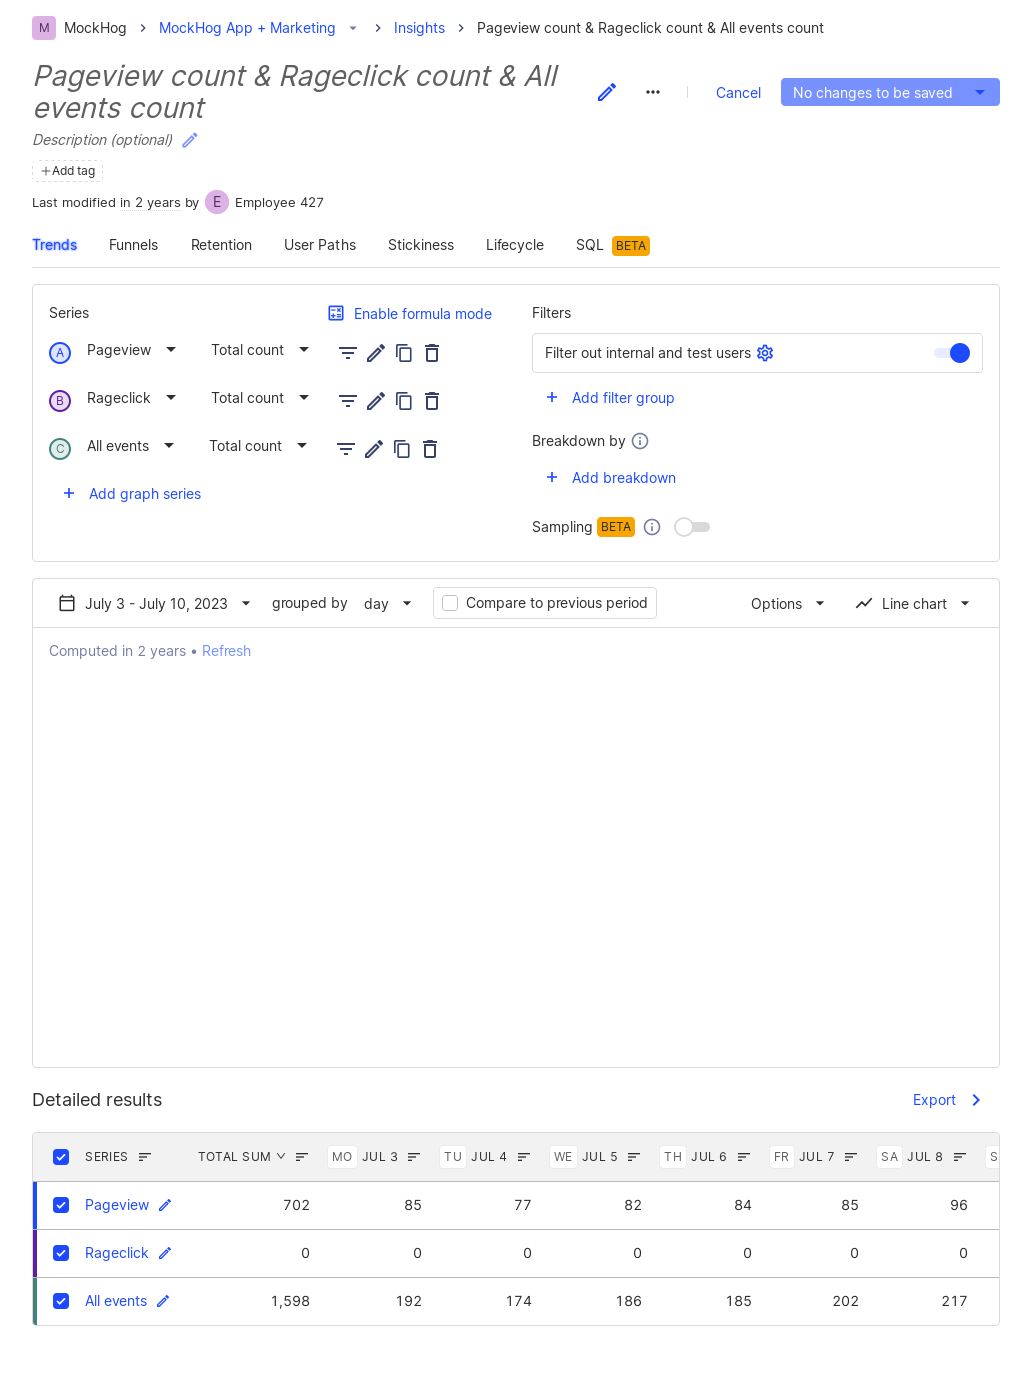 M MockHog MockHog App + Marketing Insights Pageview count & Rageclick count & All events count
Pageview count & Rageclick count & All
events count
Cancel
No changes to be saved
Description (optional)
Add tag
Last modified in 2 years by E Employee 427
Trends Funnels Retention User Paths Stickiness Lifecycle SQL BETA
Series
Enable formula mode
A Pageview Total count
B Rageclick Total count
C All events Total count
+ Add graph series
Filters
Filter out internal and test users
+ Add filter group
Breakdown by
+ Add breakdown
Sampling BETA
July 3 - July 10, 2023 grouped by day Compare to previous period Options Line chart
Computed in 2 years • Refresh
Detailed results
Export
SERIES TOTAL SUM MO JUL 3 TU JUL 4 WE JUL 5 TH JUL 6 FR JUL 7 SA JUL 8 S
Pageview 702 85 77 82 84 85 96
Rageclick 0 0 0 0 0 0 0
All events 1,598 192 174 186 185 202 217